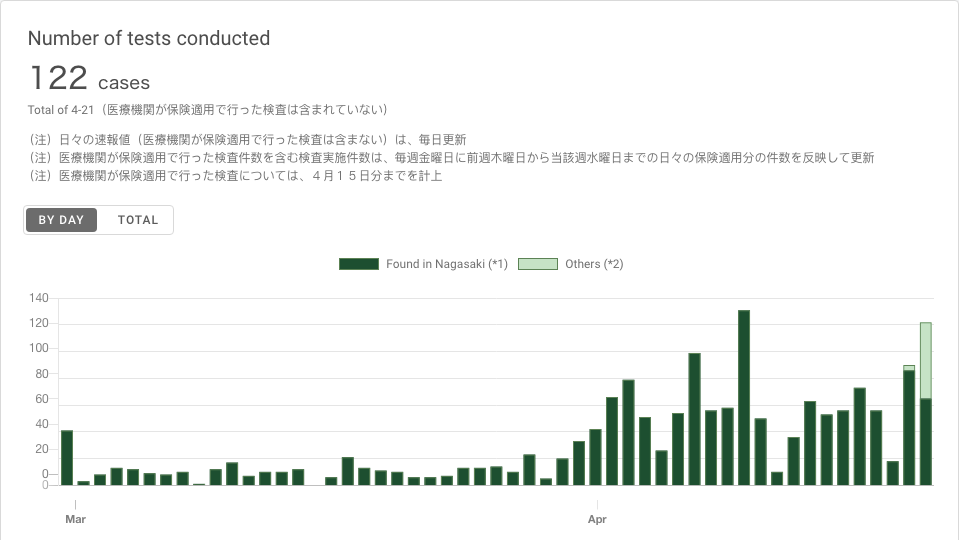 Number of tests conducted
122 cases
Total of 4-21（医療機関が保険適用で行った検査は含まれていない）
（注）日々の速報値（医療機関が保険適用で行った検査は含まない）は、毎日更新
（注）医療機関が保険適用で行った検査件数を含む検査実施件数は、毎週金曜日に前週木曜日から当該週水曜日までの日々の保険適用分の件数を反映して更新
（注）医療機関が保険適用で行った検査については、４月１５日分までを計上
BY DAY TOTAL
Found in Nagasaki (*1) Others (*2)
140
120
100
80
60
40
20
0
0
Mar Apr